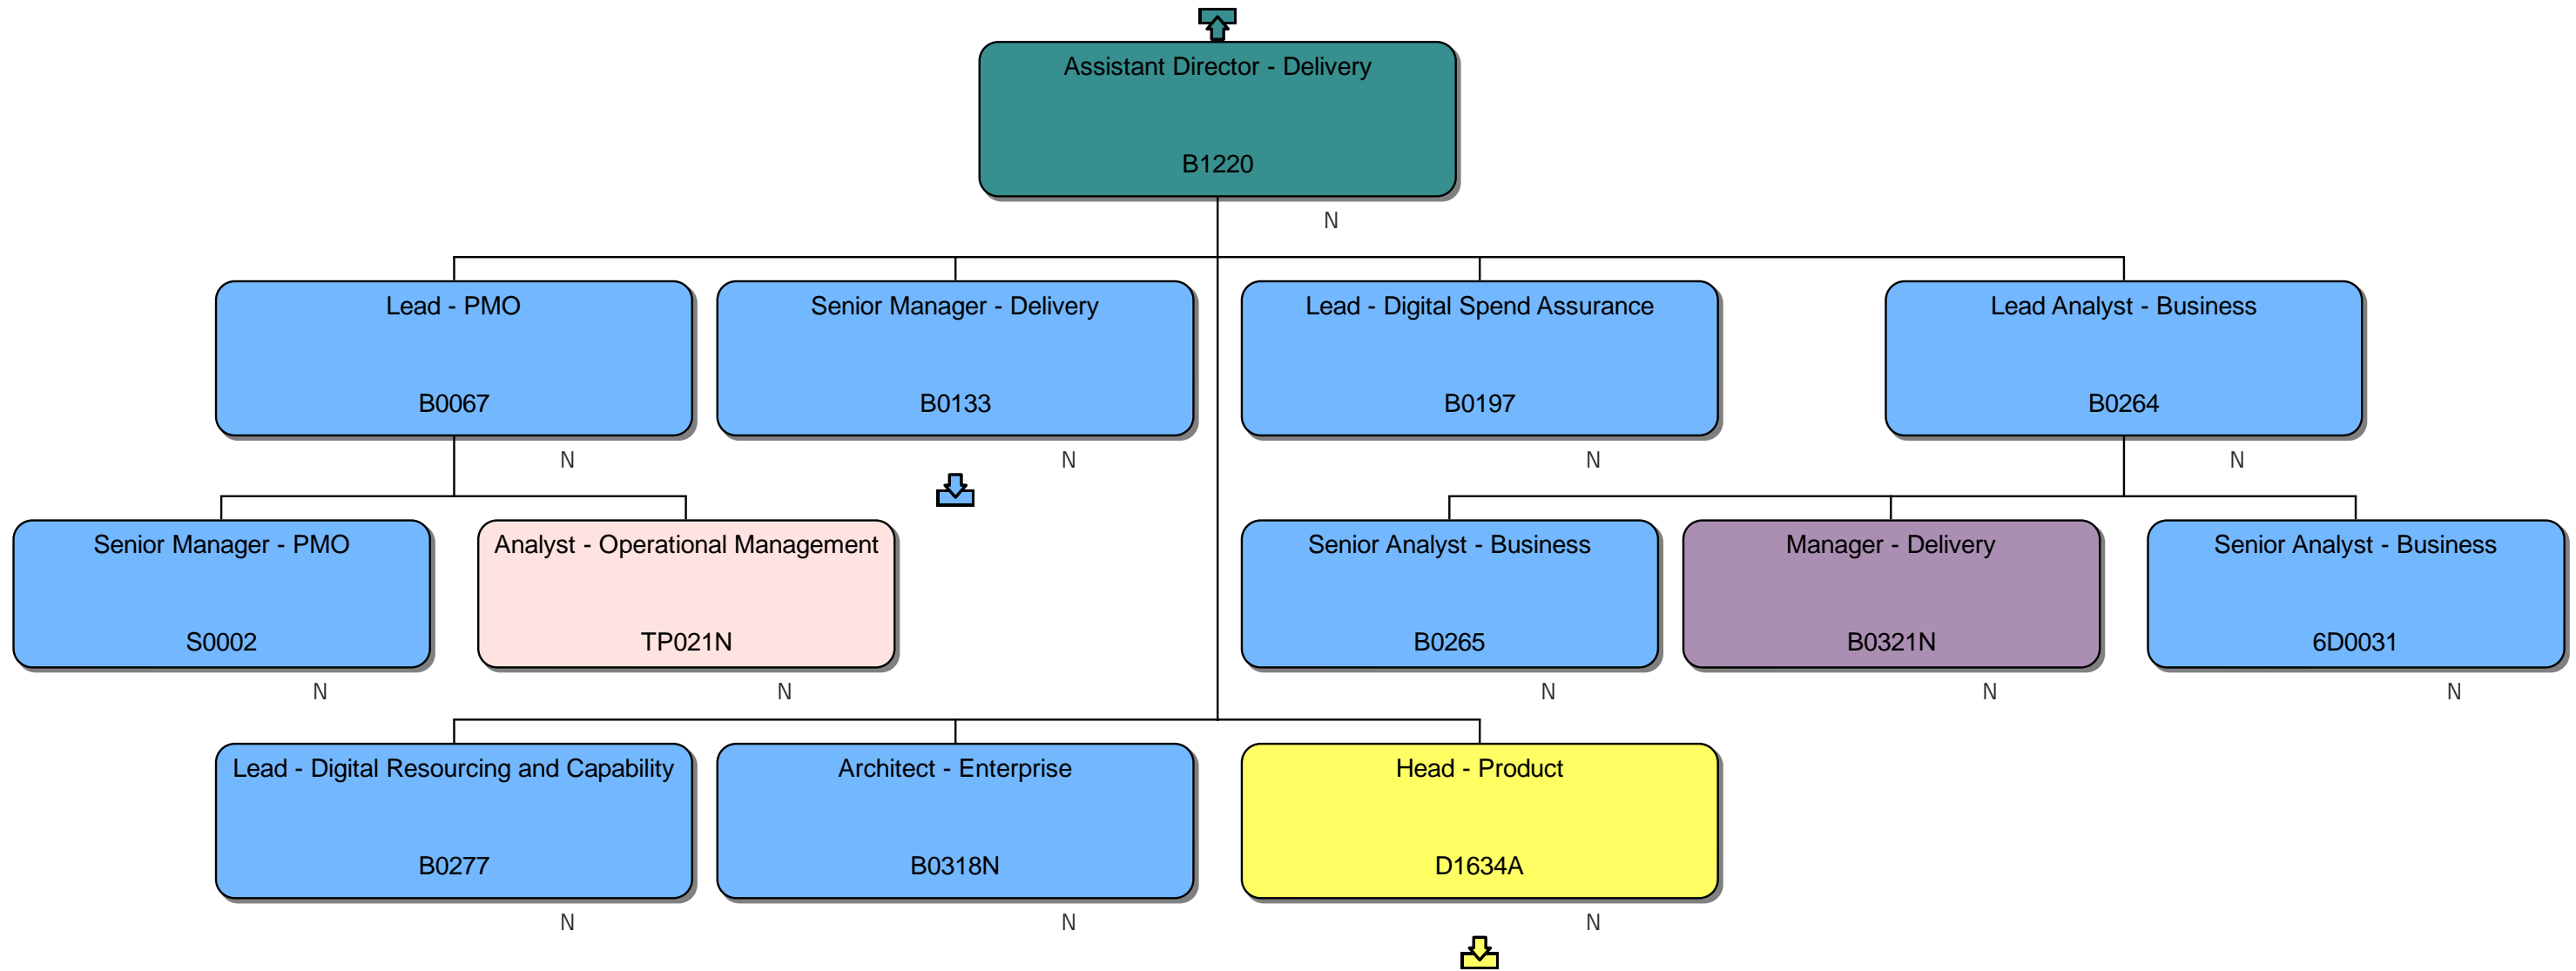 Assistant Director - Delivery
B1220
N
Lead - PMO
B0067
N
Senior Manager - Delivery
B0133
N
Lead - Digital Spend Assurance
B0197
N
Lead Analyst - Business
B0264
N
Senior Manager - PMO
S0002
N
Analyst - Operational Management
TP021N
N
Senior Analyst - Business
B0265
N
Manager - Delivery
B0321N
N
Senior Analyst - Business
6D0031
N
Lead - Digital Resourcing and Capability
B0277
N
Architect - Enterprise
B0318N
N
Head - Product
D1634A
N